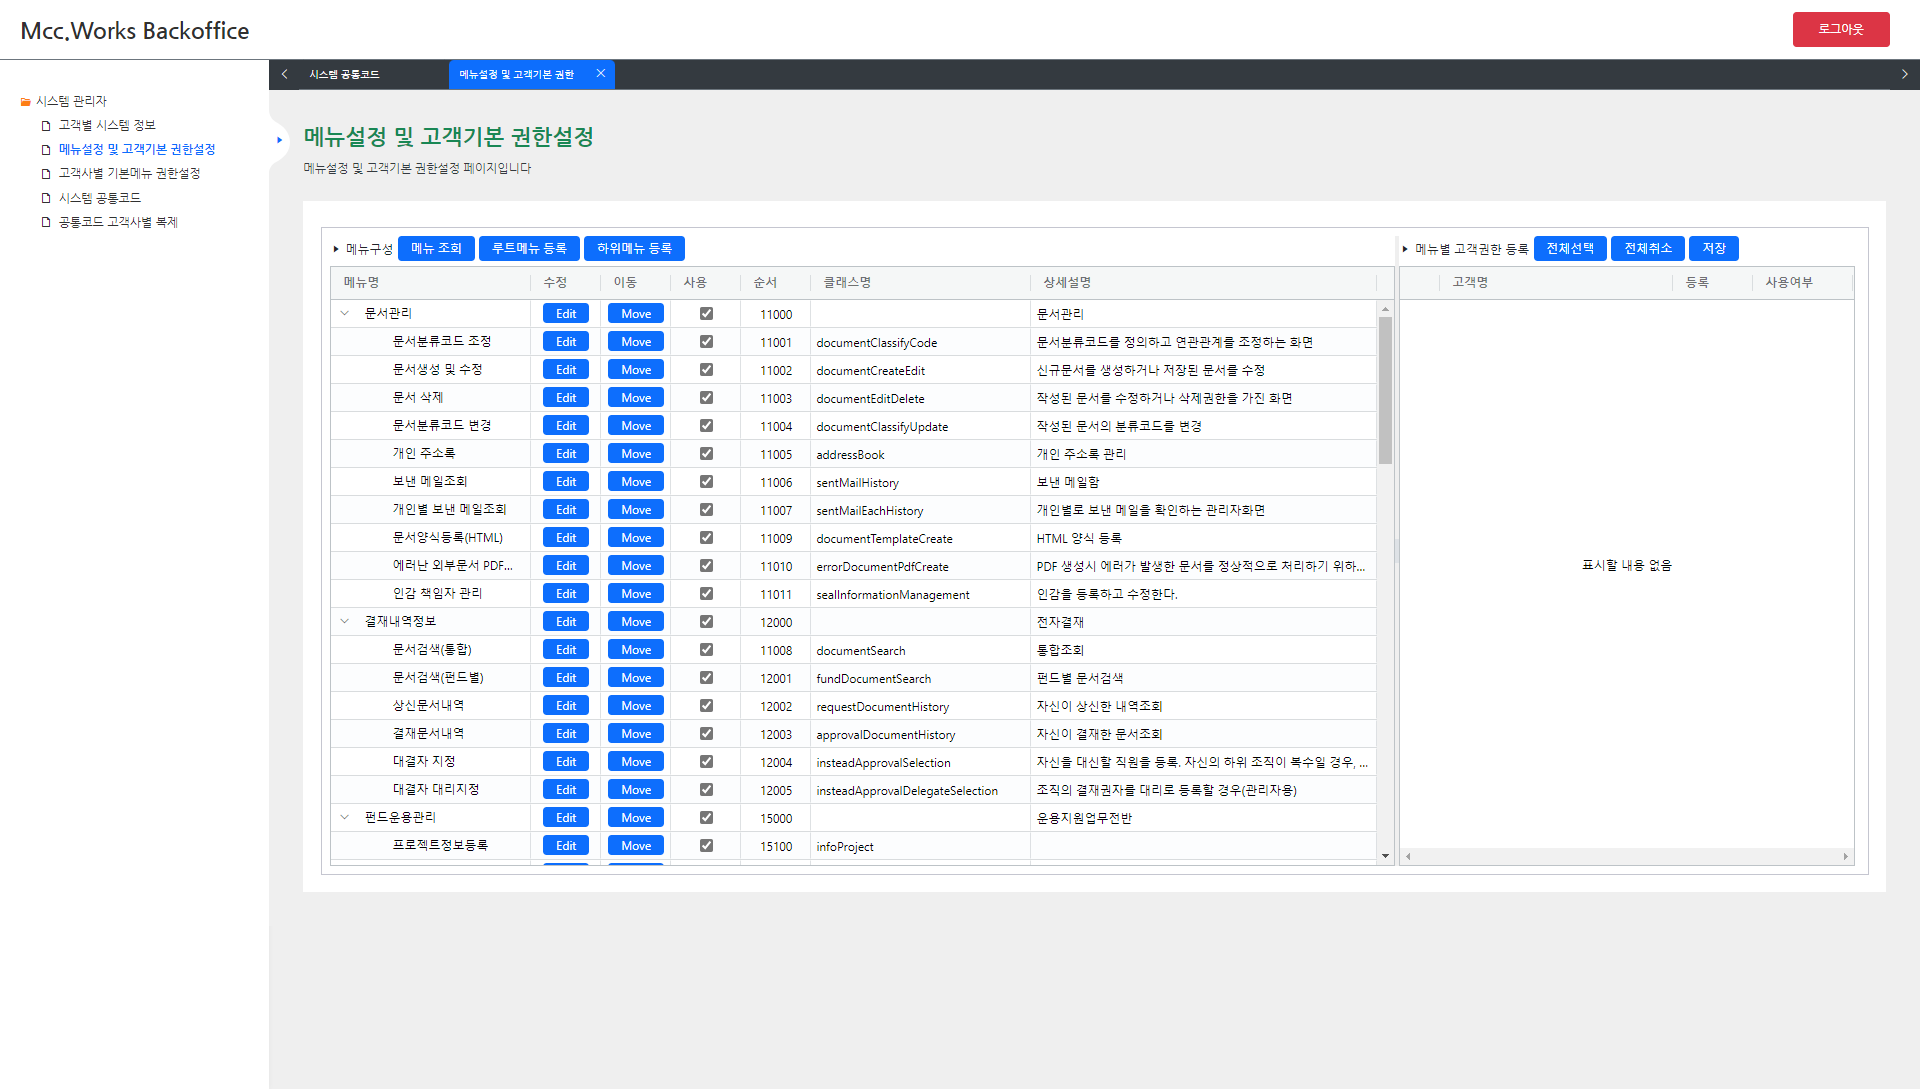 Mcc.Works Backoffice
로그아웃
시스템 공통코드
메뉴설정 및 고객기본 권한
시스템 관리자
고객별 시스템 정보
메뉴설정 및 고객기본 권한설정
고객사별 기본메뉴 권한설정
시스템 공통코드
공통코드 고객사별 복제
메뉴설정 및 고객기본 권한설정
메뉴설정 및 고객기본 권한설정 페이지입니다
메뉴구성 메뉴 조회 루트메뉴 등록 하위메뉴 등록
메뉴명 수정 이동 사용 순서 클래스명 상세설명
문서관리 Edit Move 11000 문서관리
문서분류코드 조정 Edit Move 11001 documentClassifyCode 문서분류코드를 정의하고 연관관계를 조정하는 화면
문서생성 및 수정 Edit Move 11002 documentCreateEdit 신규문서를 생성하거나 저장된 문서를 수정
문서 삭제 Edit Move 11003 documentEditDelete 작성된 문서를 수정하거나 삭제권한을 가진 화면
문서분류코드 변경 Edit Move 11004 documentClassifyUpdate 작성된 문서의 분류코드를 변경
개인 주소록 Edit Move 11005 addressBook 개인 주소록 관리
보낸 메일조회 Edit Move 11006 sentMailHistory 보낸 메일함
개인별 보낸 메일조회 Edit Move 11007 sentMailEachHistory 개인별로 보낸 메일을 확인하는 관리자화면
문서양식등록(HTML) Edit Move 11009 documentTemplateCreate HTML 양식 등록
에러난 외부문서 PDF... Edit Move 11010 errorDocumentPdfCreate PDF 생성시 에러가 발생한 문서를 정상적으로 처리하기 위하...
인감 책임자 관리 Edit Move 11011 sealInformationManagement 인감을 등록하고 수정한다.
결재내역정보 Edit Move 12000 전자결재
문서검색(통합) Edit Move 11008 documentSearch 통합조회
문서검색(펀드별) Edit Move 12001 fundDocumentSearch 펀드별 문서검색
상신문서내역 Edit Move 12002 requestDocumentHistory 자신이 상신한 내역조회
결재문서내역 Edit Move 12003 approvalDocumentHistory 자신이 결재한 문서조회
대결자 지정 Edit Move 12004 insteadApprovalSelection 자신을 대신할 직원을 등록. 자신의 하위 조직이 복수일 경우, ...
대결자 대리지정 Edit Move 12005 insteadApprovalDelegateSelection 조직의 결재권자를 대리로 등록할 경우(관리자용)
펀드운용관리 Edit Move 15000 운용지원업무전반
프로젝트정보등록 Edit Move 15100 infoProject
메뉴별 고객권한 등록 전체선택 전체취소 저장
고객명 등록 사용여부
표시할 내용 없음